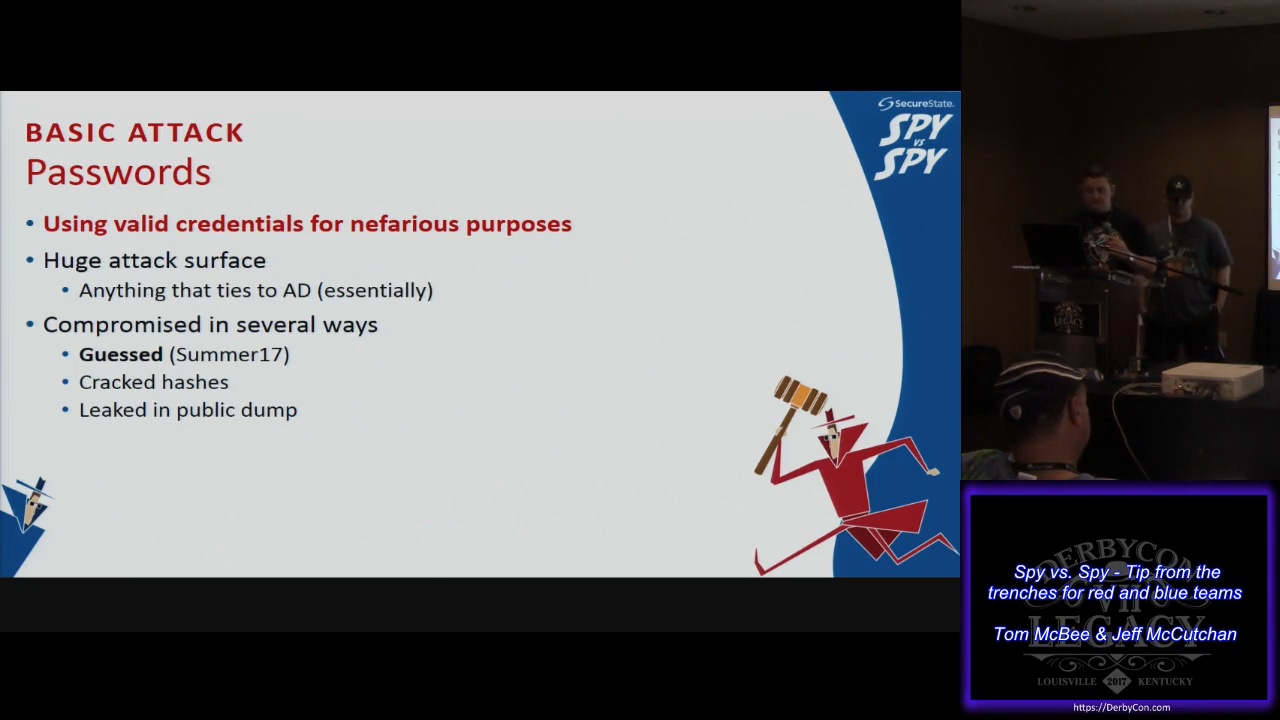 SecureState.
SPY
VS
SPY
BASIC ATTACK
Passwords
• Using valid credentials for nefarious purposes
• Huge attack surface
• Anything that ties to AD (essentially)
• Compromised in several ways
• Guessed (Summer17)
• Cracked hashes
• Leaked in public dump
LEGACY
DERBYCON
VII
LEGACY
Spy vs. Spy - Tip from the
trenches for red and blue teams
Tom McBee & Jeff McCutchan
LOUISVILLE 2017 KENTUCKY
https://DerbyCon.com